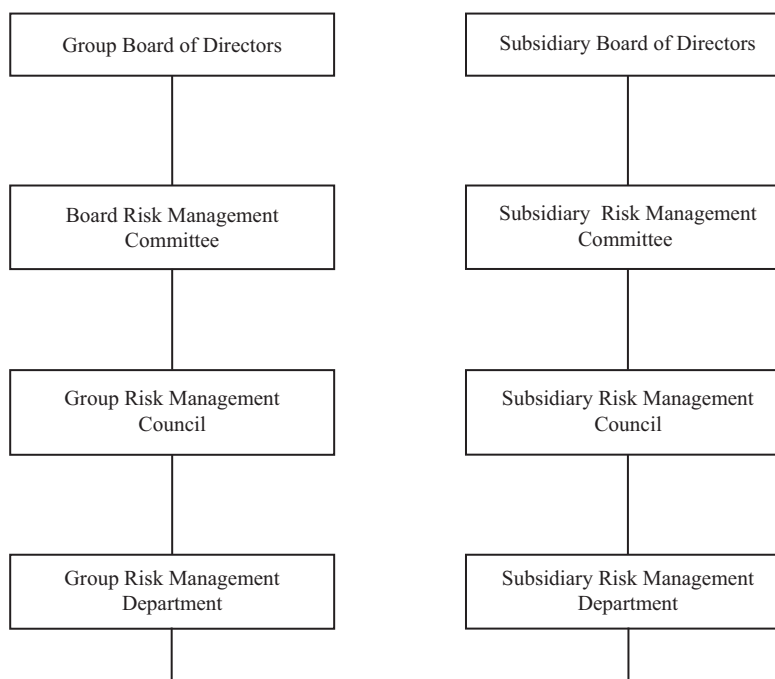 Group Board of Directors
Subsidiary Board of Directors
Board Risk Management
Committee
Subsidiary Risk Management
Committee
Group Risk Management
Council
Subsidiary Risk Management
Council
Group Risk Management
Department
Subsidiary Risk Management
Department